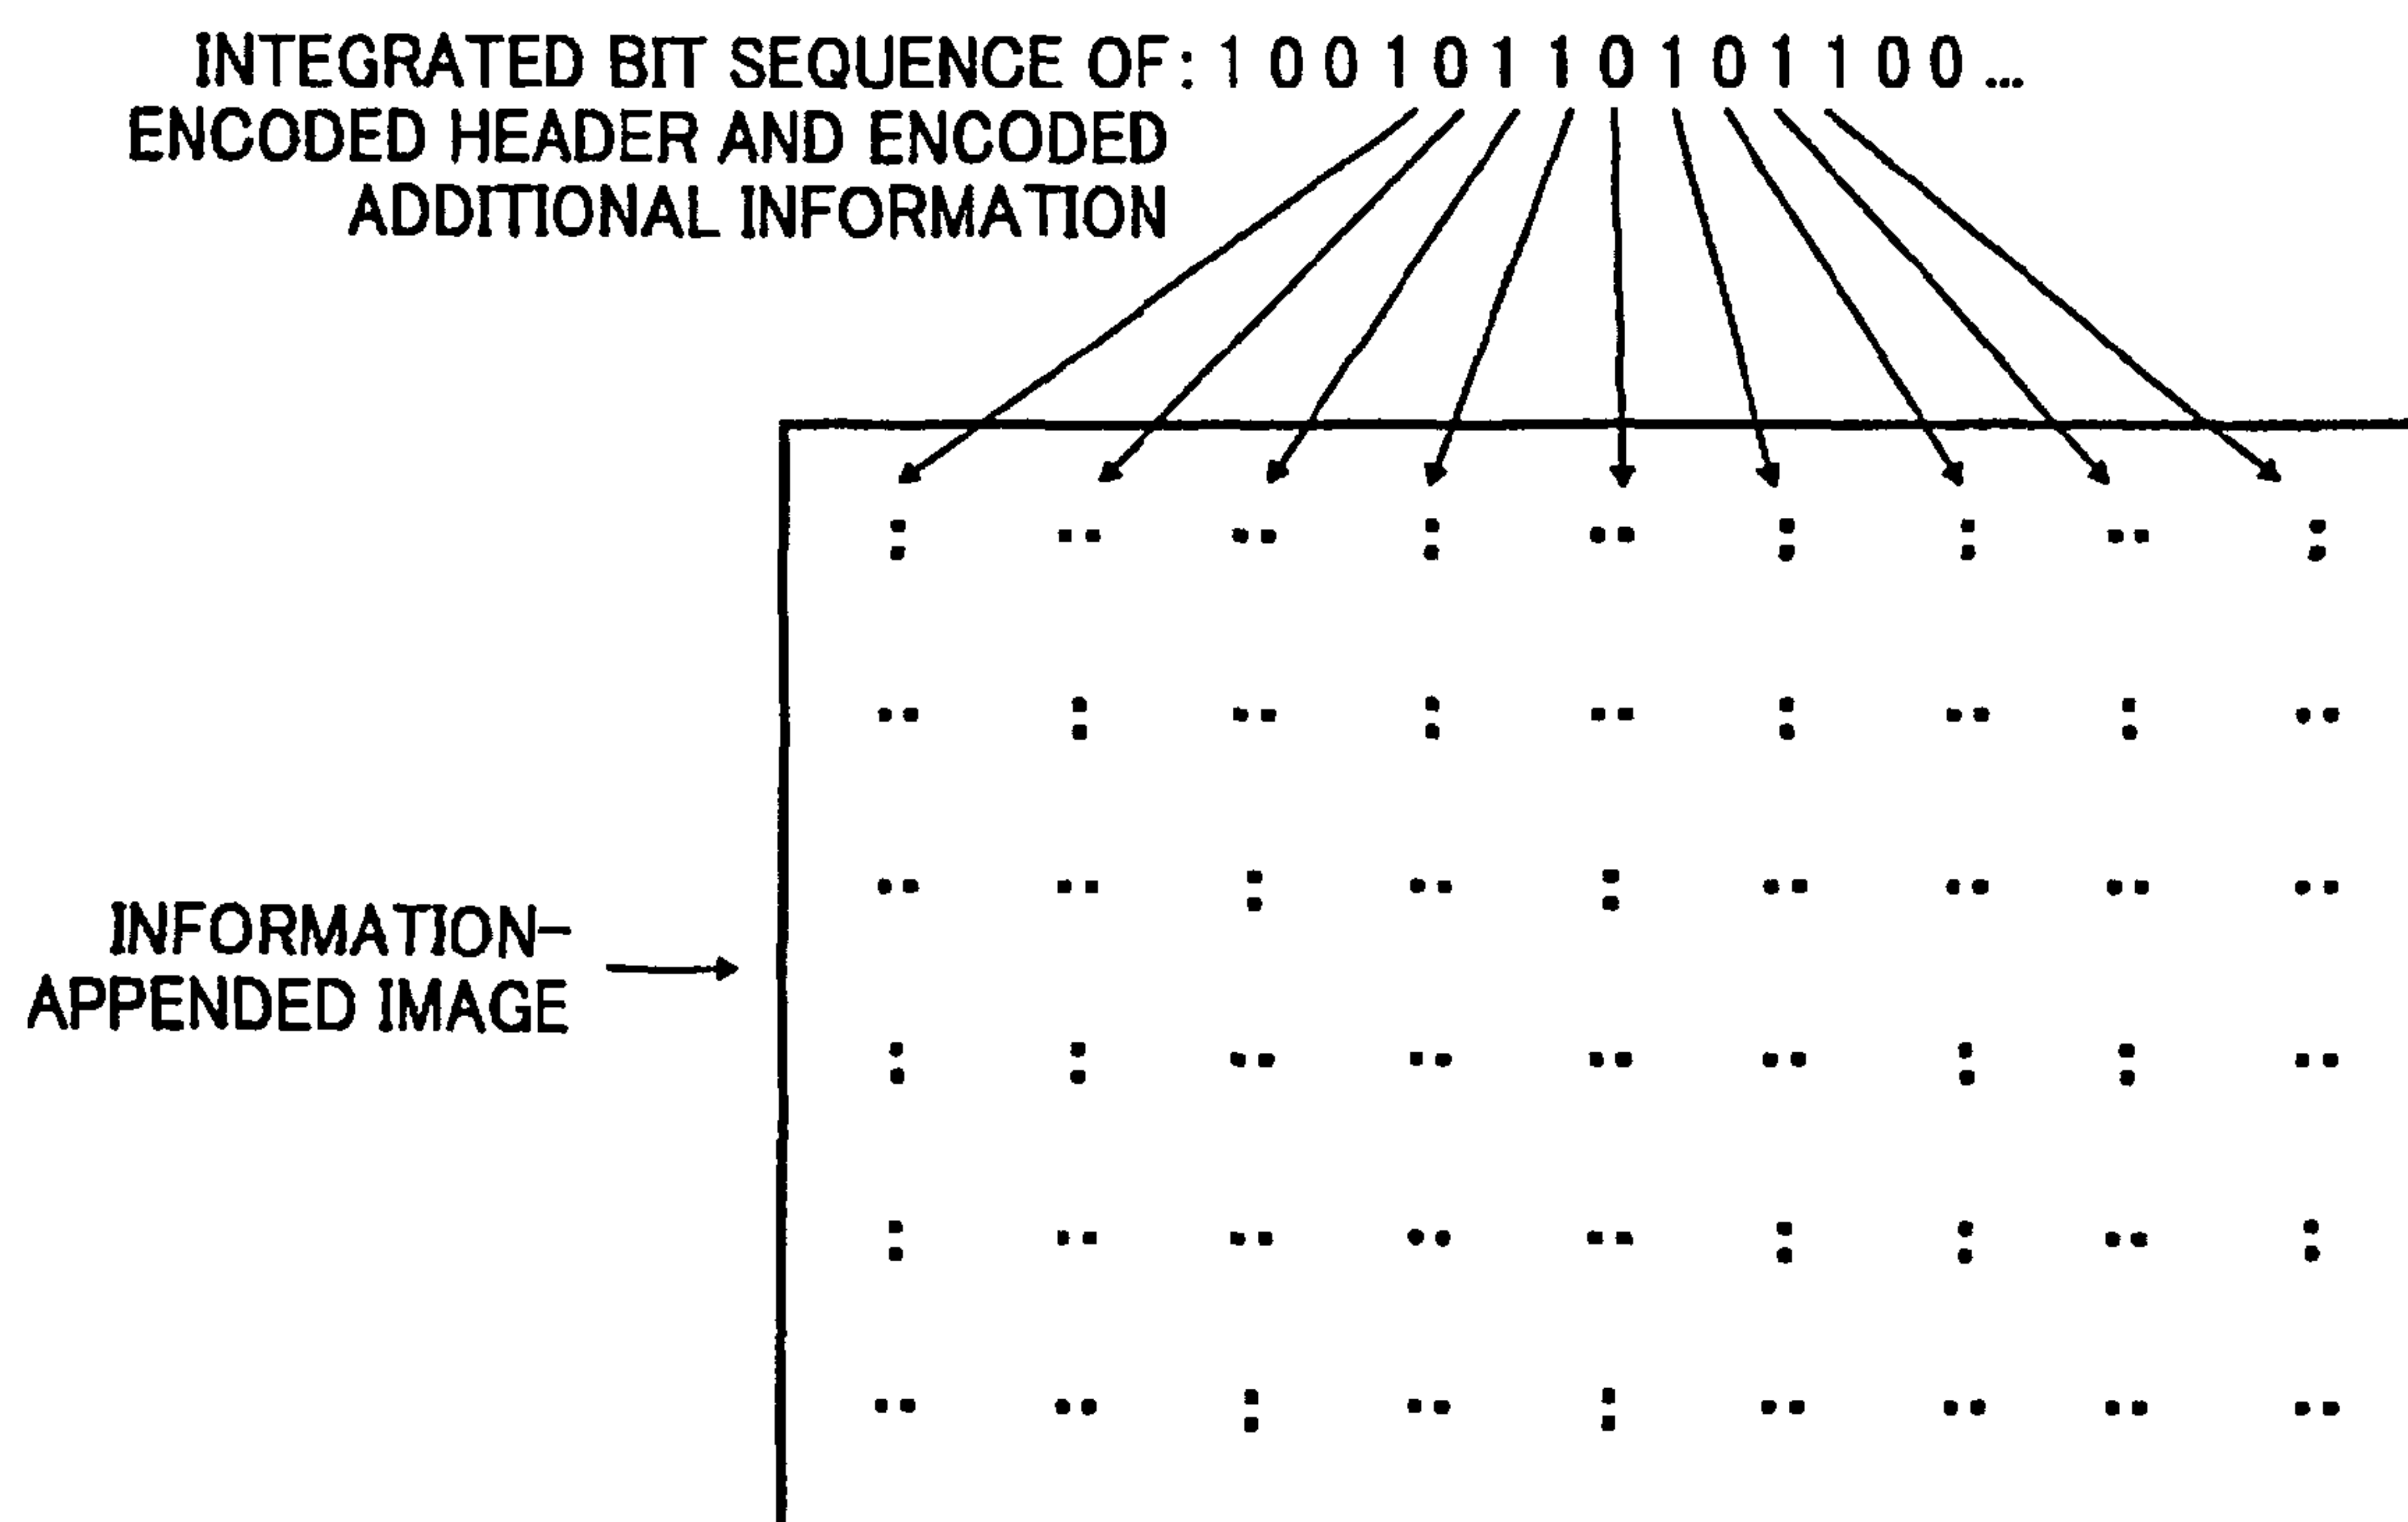 INTEGRATED BIT SEQUENCE OF: 1 0 0 1 0 1 1 0 1 0 1 1 0 0 ...
ENCODED HEADER AND ENCODED
ADDITIONAL INFORMATION
INFORMATION-
APPENDED IMAGE